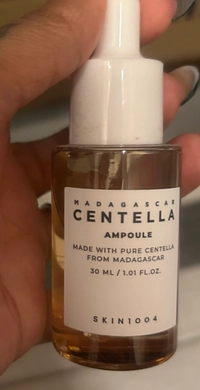 MADAGASCAR
CENTELLA
AMPOULE
MADE WITH PURE CENTELLA
FROM MADAGASCAR
30 ML / 1.01 FL.OZ.
SKIN1004